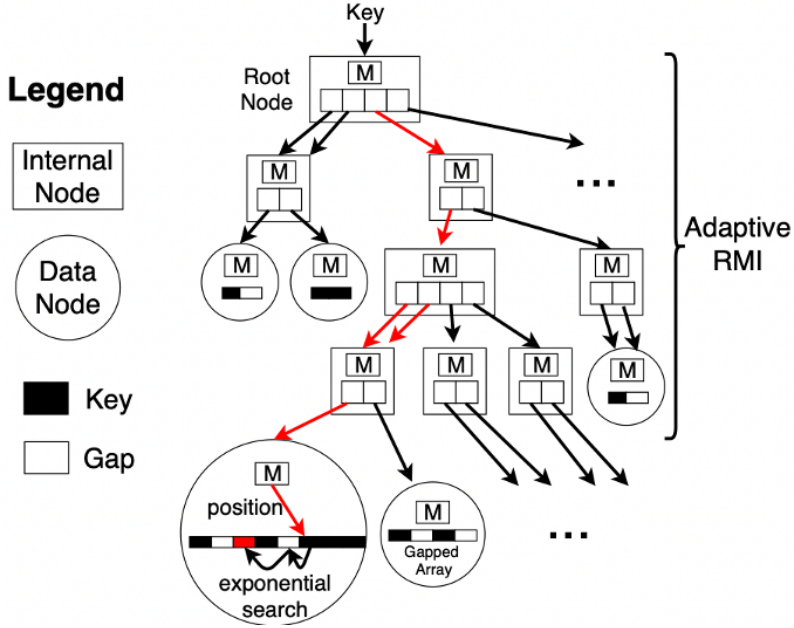 Key
Root
Node
M
Legend
Internal
Node
M
M
...
Adaptive
RMI
Data
Node
M
M
M
M
M
M
M
M
Key
Gap
M
position
M
Gapped
Array
...
exponential
search